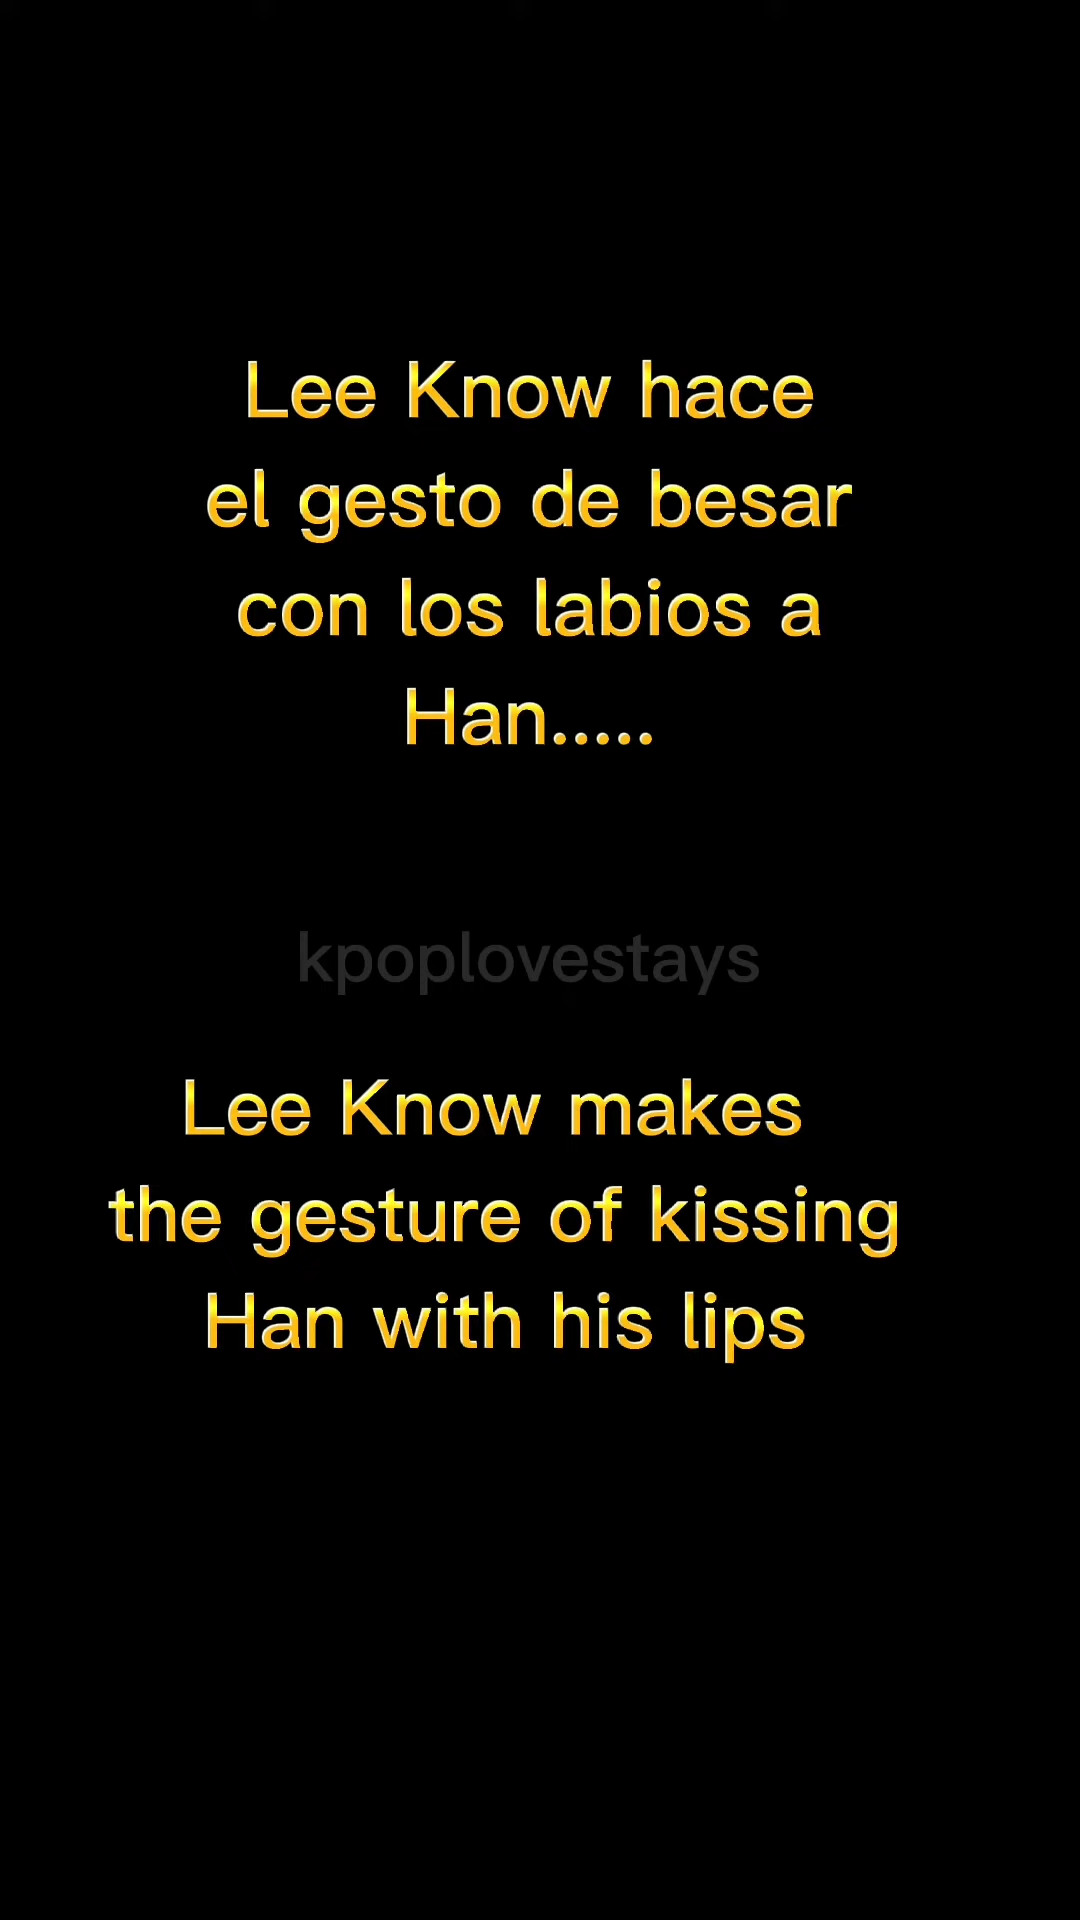 Lee Know hace
el gesto de besar
con los labios a
Han.....
kpoplovestays
Lee Know makes
the gesture of kissing
Han with his lips